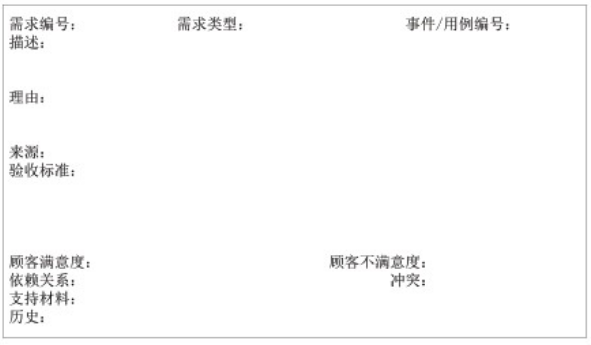 需求编号： 需求类型： 事件/用例编号：
描述：
理由：
来源：
验收标准：
顾客满意度： 顾客不满意度：
依赖关系： 冲突：
支持材料：
历史：